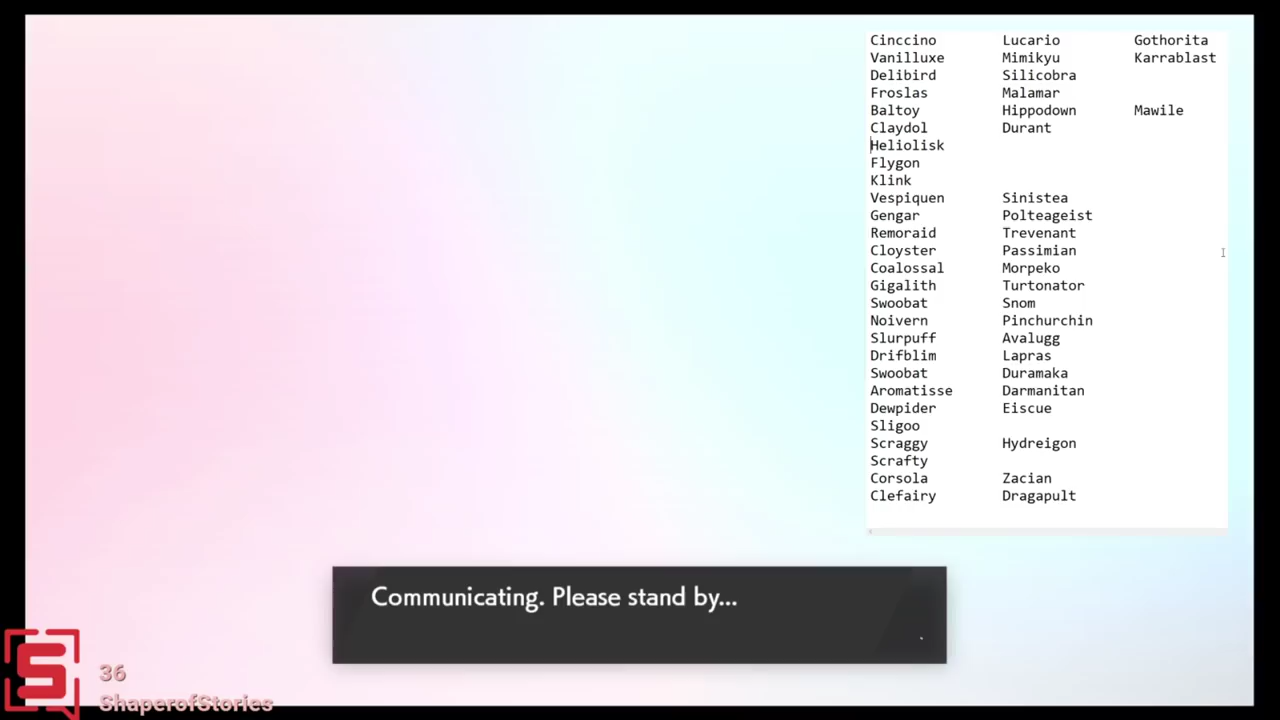 Cinccino Lucario Gothorita
Vanilluxe Mimikyu Karrablast
Delibird Silicobra
Froslas Malamar
Baltoy Hippodown Mawile
Claydol Durant
Heliolisk
Flygon
Klink
Vespiquen Sinistea
Gengar Polteageist
Remoraid Trevenant
Cloyster Passimian
Coalossal Morpeko
Gigalith Turtonator
Swoobat Snom
Noivern Pinchurchin
Slurpuff Avalugg
Drifblim Lapras
Swoobat Duramaka
Aromatisse Darmanitan
Dewpider Eiscue
Sligoo
Scraggy Hydreigon
Scrafty
Corsola Zacian
Clefairy Dragapult
Communicating. Please stand by...
S
36
ShaperofStories